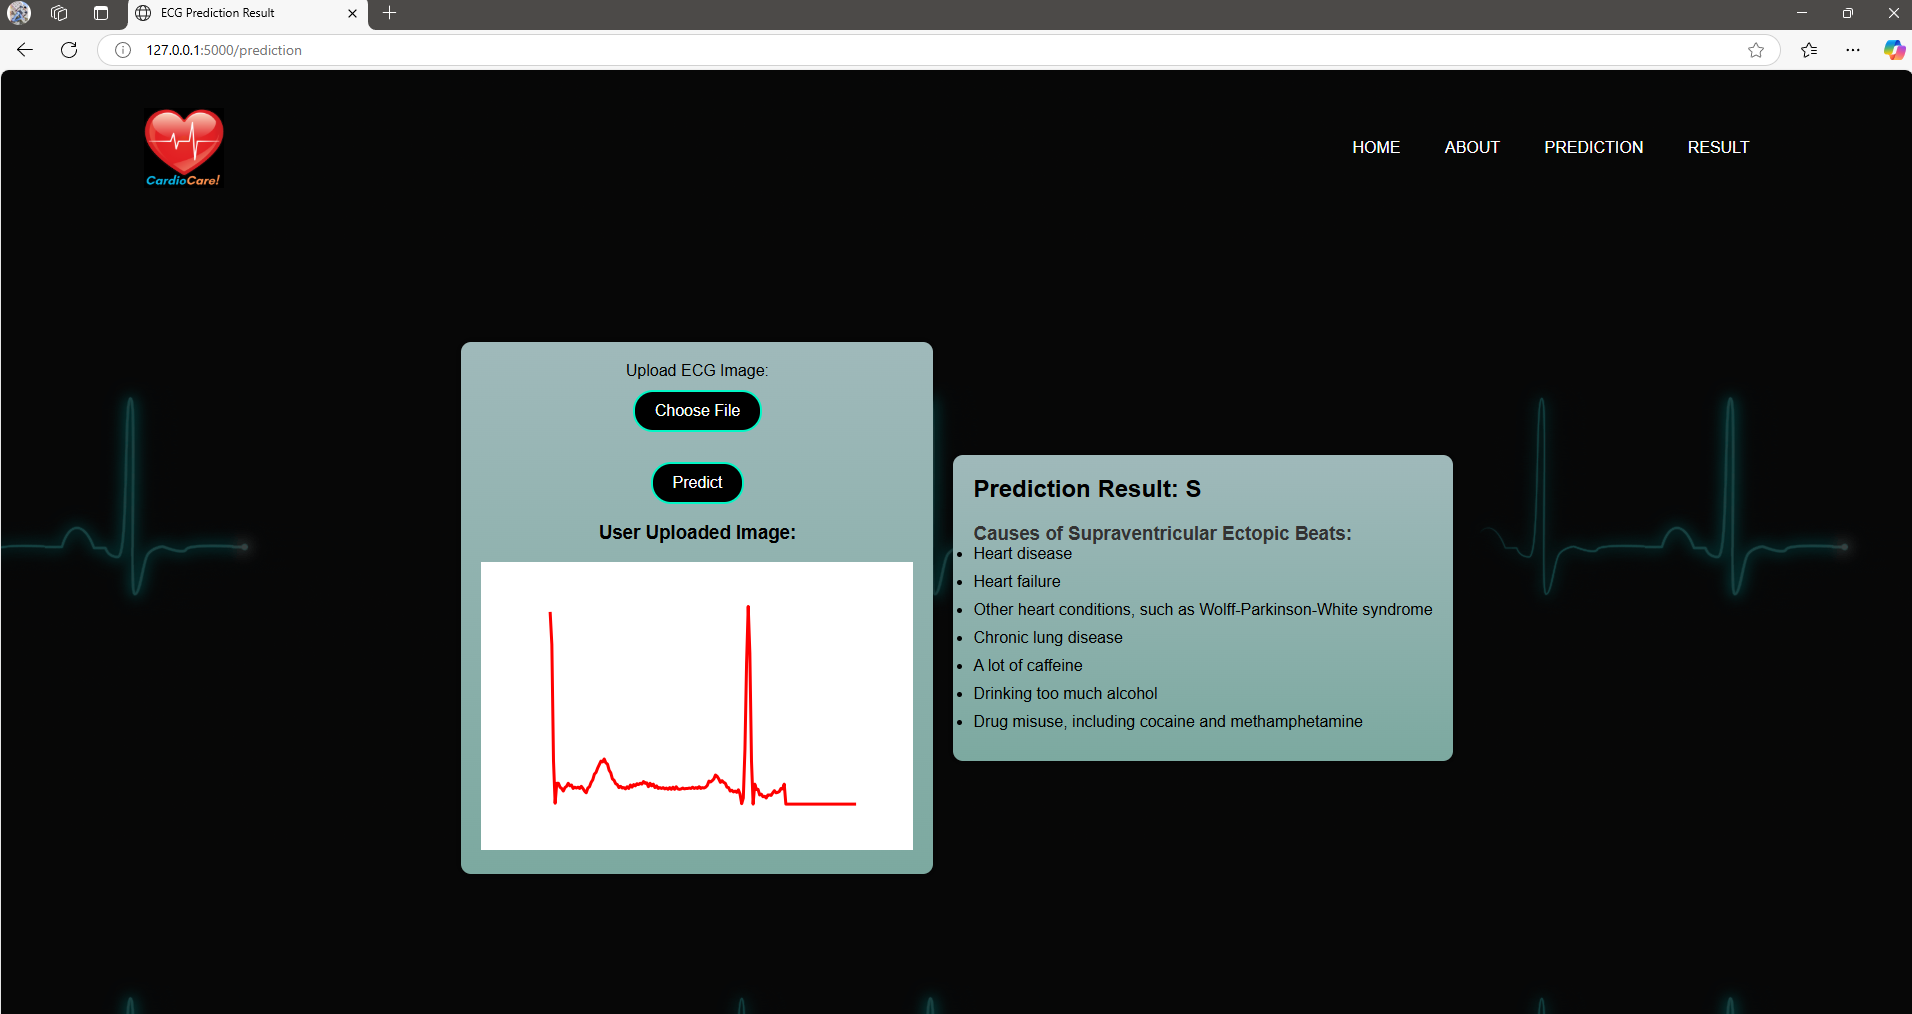 ECG Prediction Result
127.0.0.1:5000/prediction
CardioCare!
HOME ABOUT PREDICTION RESULT
Upload ECG Image:
Choose File
Predict
User Uploaded Image:
Prediction Result: S
Causes of Supraventricular Ectopic Beats:
Heart disease
Heart failure
Other heart conditions, such as Wolff-Parkinson-White syndrome
Chronic lung disease
A lot of caffeine
Drinking too much alcohol
Drug misuse, including cocaine and methamphetamine